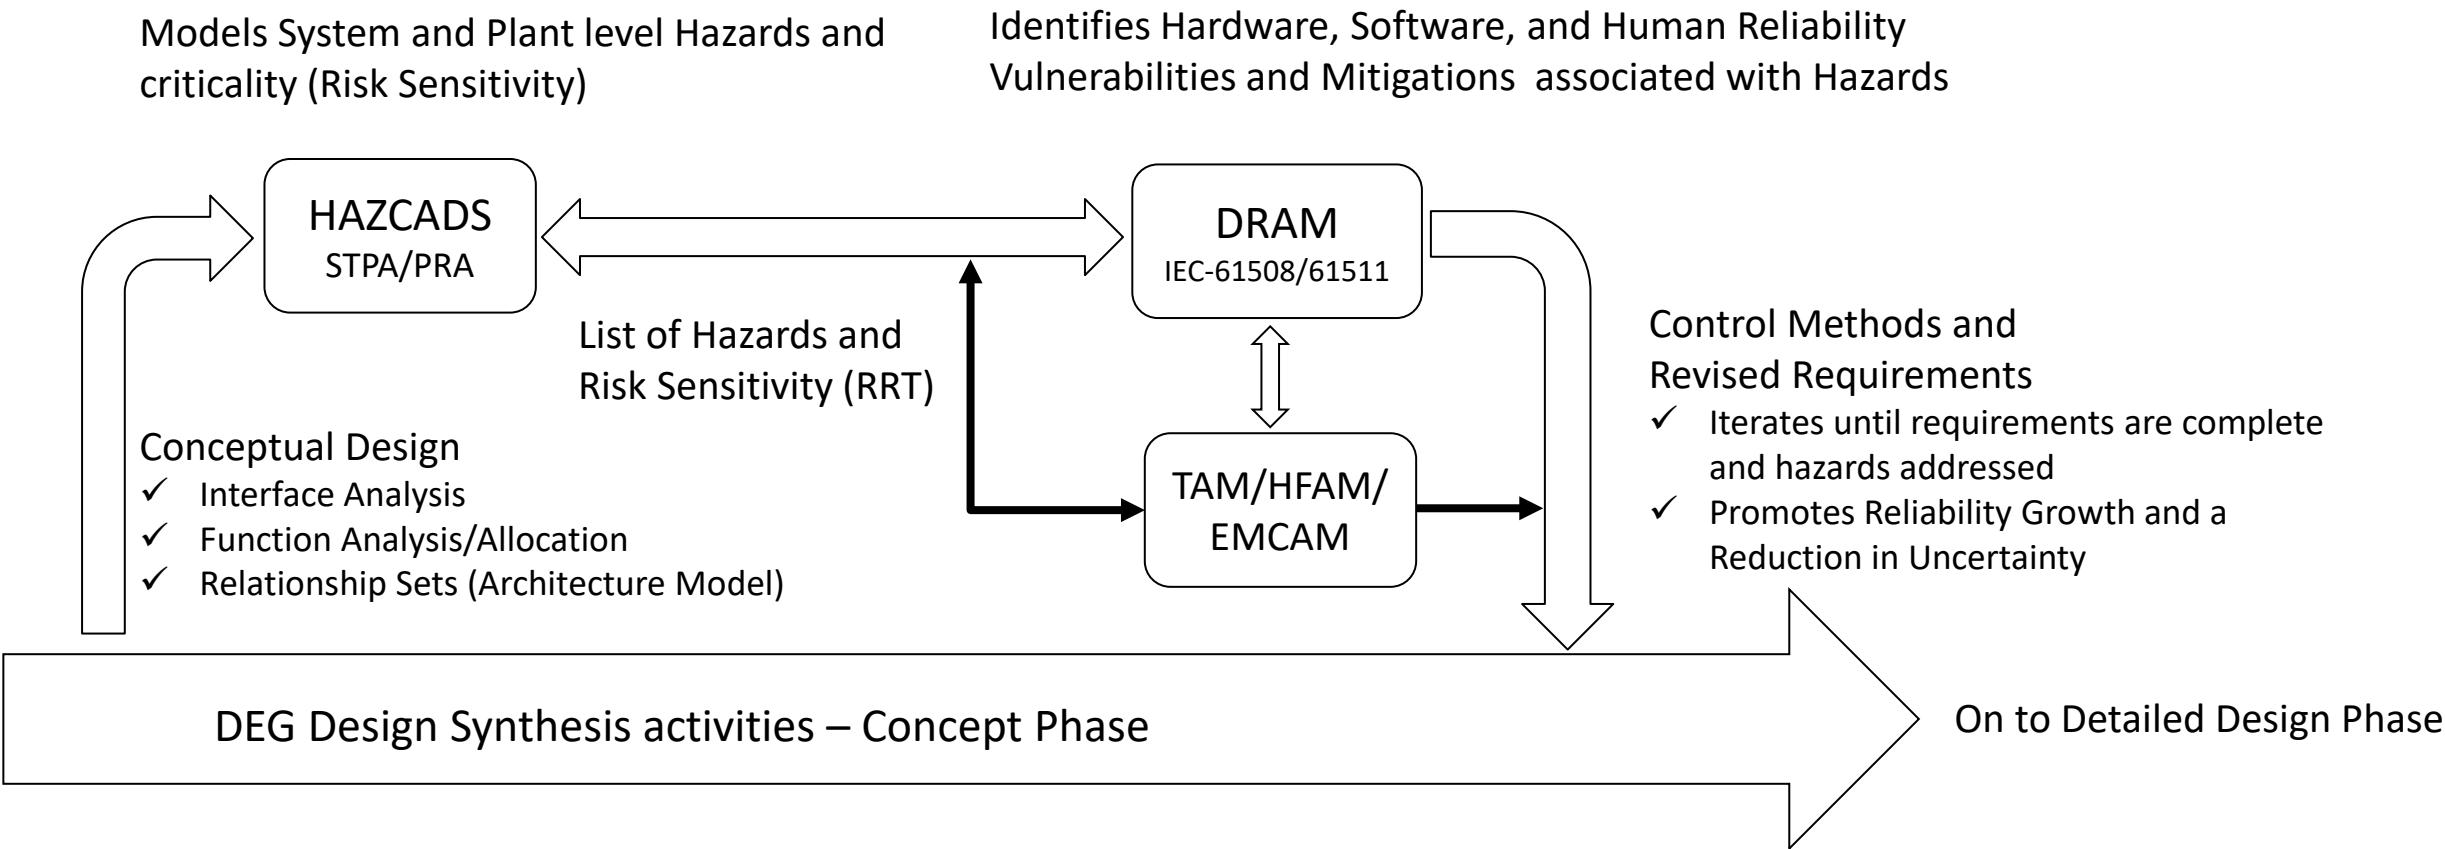 Models System and Plant level Hazards and
criticality (Risk Sensitivity)
Identifies Hardware, Software, and Human Reliability
Vulnerabilities and Mitigations associated with Hazards
HAZCADS
STPA/PRA
DRAM
IEC-61508/61511
List of Hazards and
Risk Sensitivity (RRT)
Conceptual Design
✓ Interface Analysis
✓ Function Analysis/Allocation
✓ Relationship Sets (Architecture Model)
TAM/HFAM/
EMCAM
Control Methods and
Revised Requirements
✓ Iterates until requirements are complete
and hazards addressed
✓ Promotes Reliability Growth and a
Reduction in Uncertainty
DEG Design Synthesis activities – Concept Phase
On to Detailed Design Phase